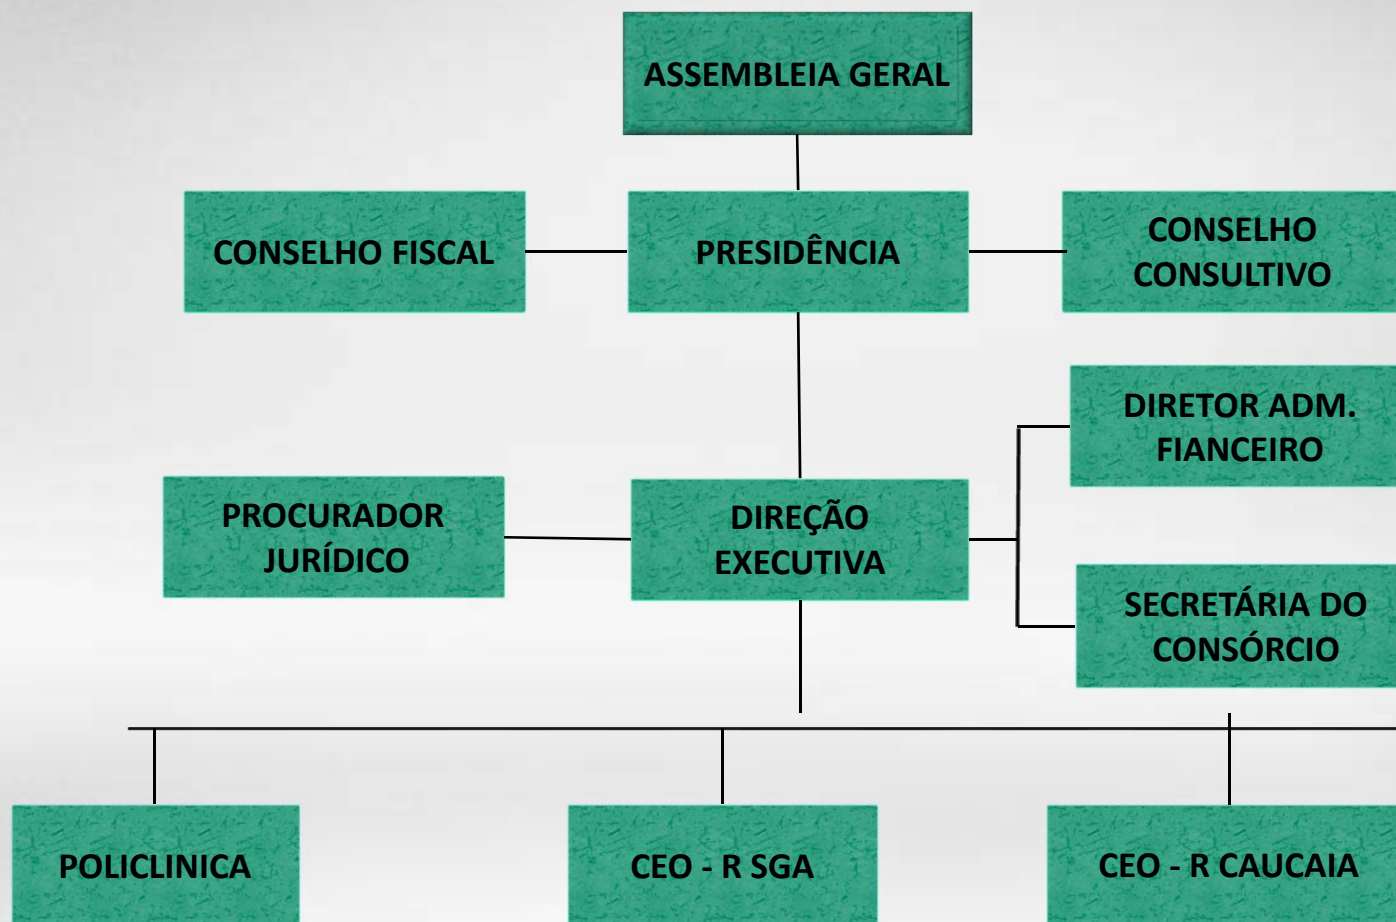 ASSEMBLEIA GERAL
CONSELHO FISCAL
PRESIDÊNCIA
CONSELHO
CONSULTIVO
DIRETOR ADM.
FIANCEIRO
PROCURADOR
JURÍDICO
DIREÇÃO
EXECUTIVA
SECRETÁRIA DO
CONSÓRCIO
POLICLINICA
CEO - R SGA
CEO - R CAUCAIA